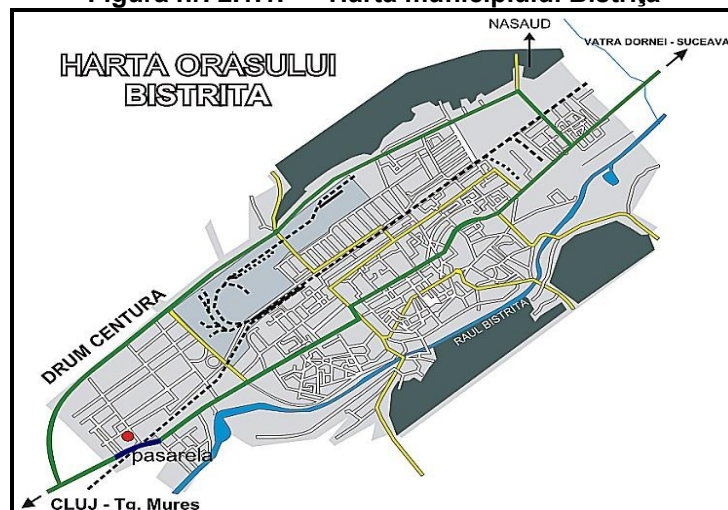 Figura nr. 2.1.1. – Harta Municipiului Bistriţa
NASAUD
VATRA DORNEI - SUCEAVA
HARTA ORASULUI
BISTRITA
DRUM CENTURA
RAUL BISTRITA
pasarela
CLUJ - Tg. Mures